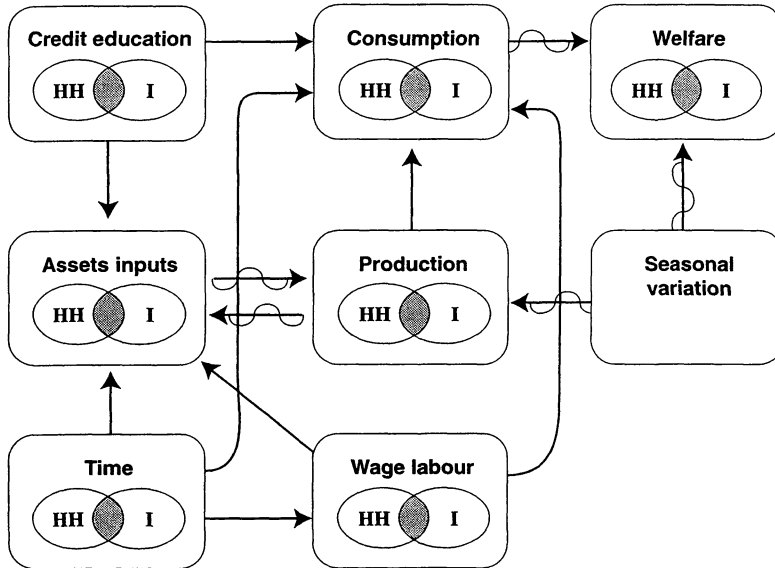 Credit education
HH I
Consumption
HH I
Welfare
HH I
Assets inputs
HH I
Production
HH I
Seasonal
variation
Time
HH I
Wage labour
HH I